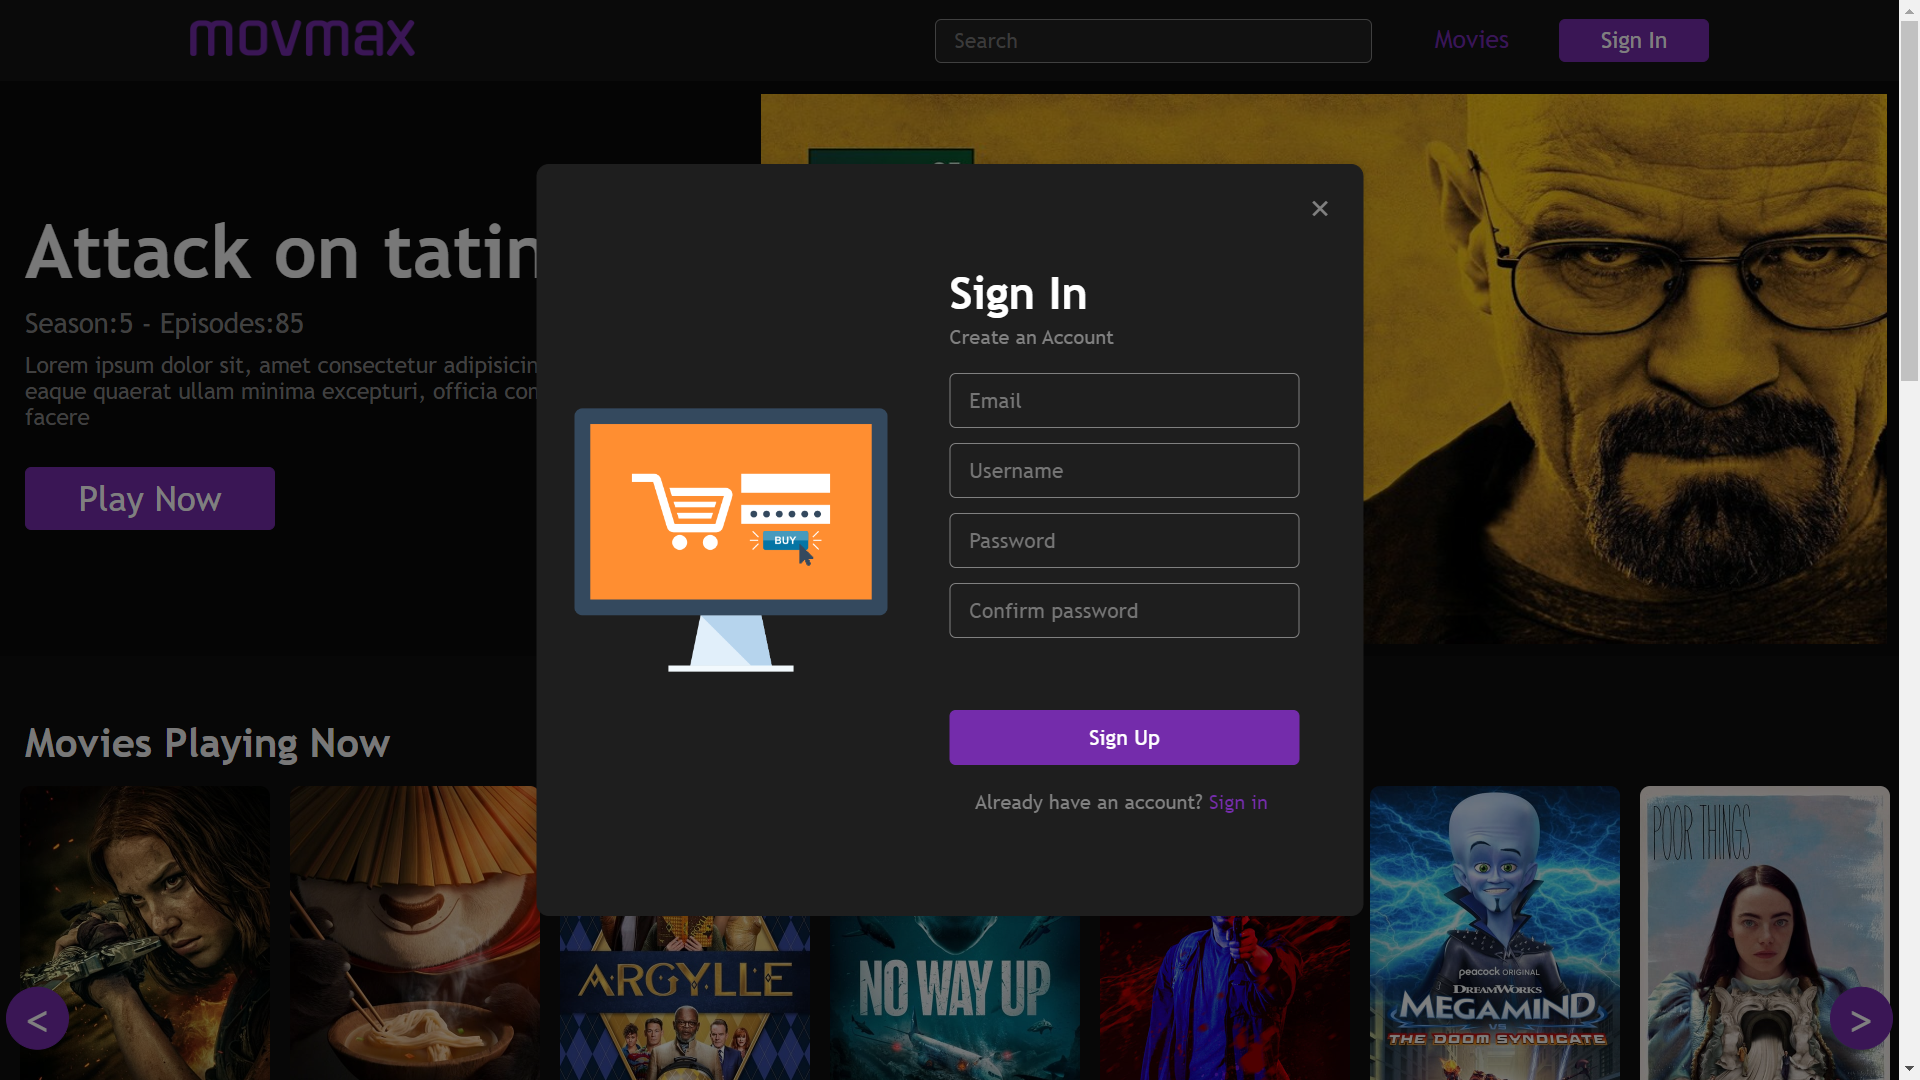 movmax
Search
Movies
Sign In
Attack on tatin
Season:5 - Episodes:85
Lorem ipsum dolor sit, amet consectetur adipisicin
eaque quaerat ullam minima excepturi, officia cor
facere
Play Now
×
Sign In
Create an Account
Email
Username
Password
Confirm password
BUY
Sign Up
Already have an account? Sign in
Movies Playing Now
ARGYLLE
NO WAY UP
peacock ORIGINAL
DREAMWORKS
MEGAMIND
VS
THE DOOM SYNDICATE
POOR THINGS
<
>